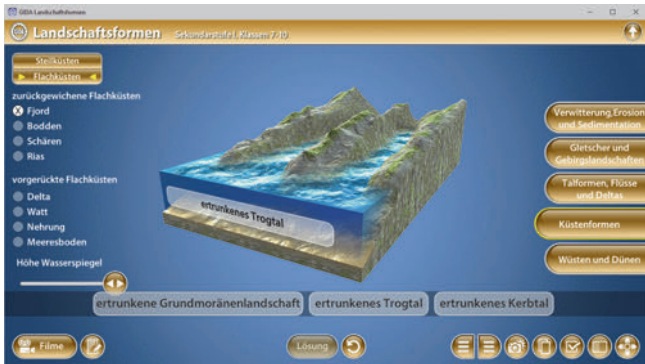 GIDA Landschaftsformen
Landschaftsformen Sekundarstufe I, Klassen 7-10
Steilküsten
Flachküsten
zurückgewichene Flachküsten
Fjord
Bodden
Schären
Rias
vorgerückte Flachküsten
Delta
Watt
Nehrung
Meeresboden
Höhe Wasserspiegel
ertrunkenes Trogtal
Verwitterung, Erosion
und Sedimentation
Gletscher und
Gebirgslandschaften
Talformen, Flüsse
und Deltas
Küstenformen
Wüsten und Dünen
ertrunkene Grundmoränenlandschaft ertrunkenes Trogtal ertrunkenes Kerbtal
Filme
Lösung